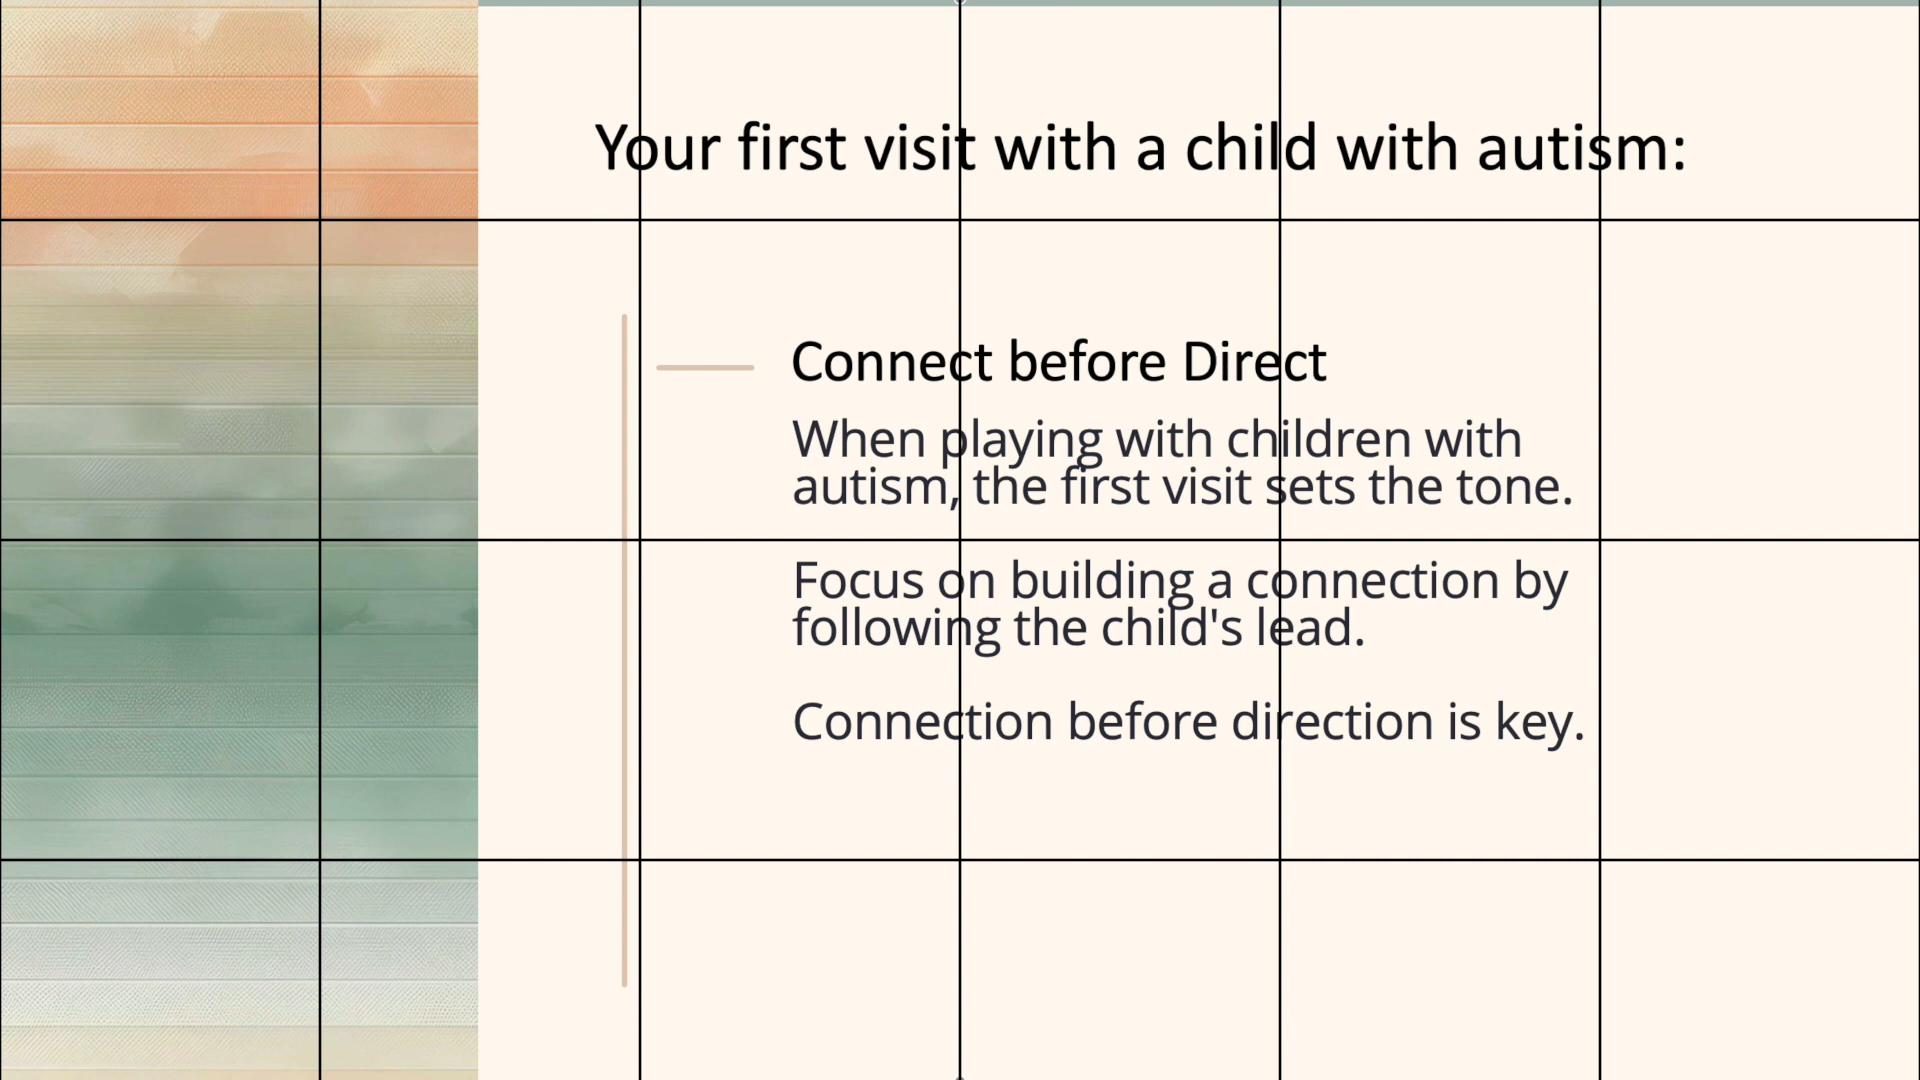 Your first visit with a child with autism:
Connect before Direct
When playing with children with
autism, the first visit sets the tone.
Focus on building a connection by
following the child's lead.
Connection before direction is key.